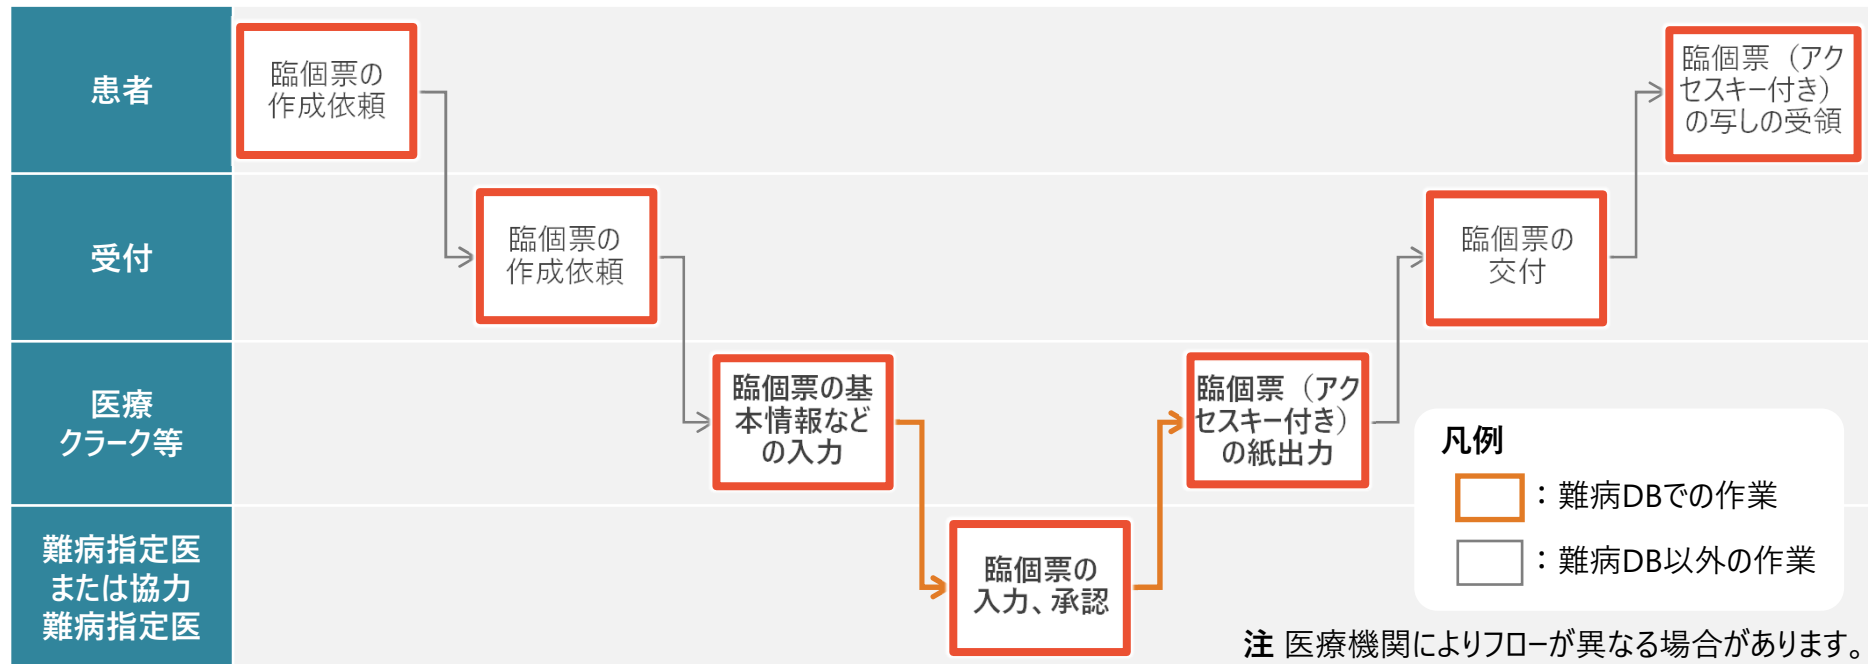 患者
臨個票の
作成依頼
臨個票（アク
セスキー付き）
の写しの受領
受付
臨個票の
作成依頼
臨個票の
交付
医療
クラーク等
臨個票の基
本情報など
の入力
臨個票（アク
セスキー付き）
の紙出力
難病指定医
または協力
難病指定医
臨個票の
入力、承認
凡例
：難病DBでの作業
：難病DB以外の作業
注 医療機関によりフローが異なる場合があります。